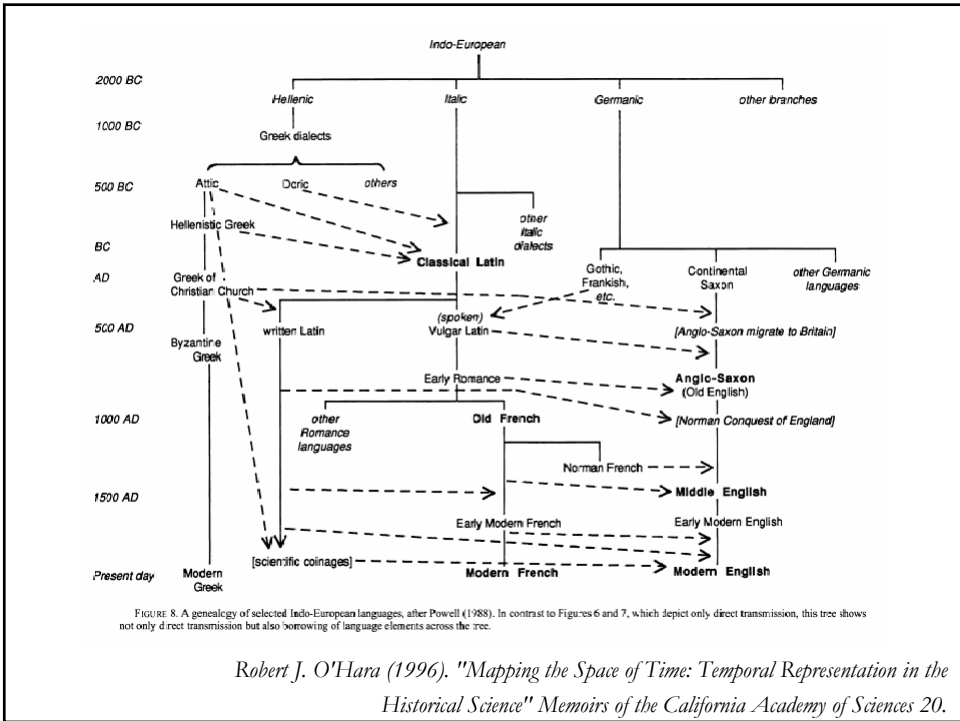 Indo-European
2000 BC
Hellenic Italic Germanic other branches
1000 BC
Greek dialects
500 BC
Attic Doric others
Hellenistic Greek
other
Italic
dialects
BC
Classical Latin
AD
Greek of
Christian Church
Gothic,
Frankish,
etc.
Continental
Saxon
other Germanic
languages
500 AD
written Latin
(spoken)
Vulgar Latin
[Anglo-Saxon migrate to Britain]
Byzantine
Greek
Early Romance
Anglo-Saxon
(Old English)
1000 AD
other
Romance
languages
Old French
[Norman Conquest of England]
Norman French
1500 AD
Middle English
Early Modern French
Early Modern English
[scientific coinages]
Present day
Modern
Greek
Modern French
Modern English
FIGURE 8. A genealogy of selected Indo-European languages, after Powell (1988). In contrast to Figures 6 and 7, which depict only direct transmission, this tree shows
not only direct transmission but also borrowing of language elements across the tree.
Robert J. O'Hara (1996). "Mapping the Space of Time: Temporal Representation in the
Historical Science" Memoirs of the California Academy of Sciences 20.